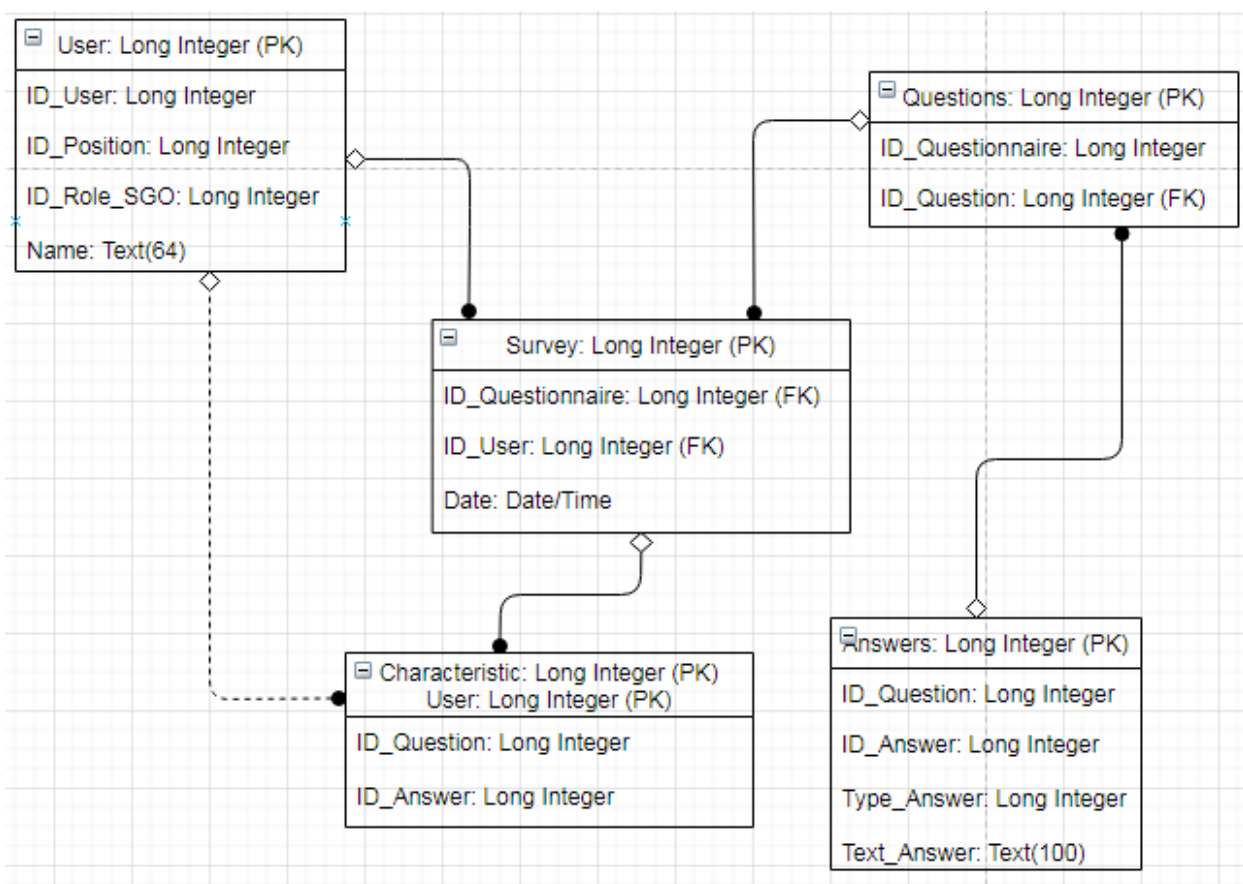 User: Long Integer (PK)
ID_User: Long Integer
ID_Position: Long Integer
ID_Role_SGO: Long Integer
Name: Text(64)
Questions: Long Integer (PK)
ID_Questionnaire: Long Integer
ID_Question: Long Integer (FK)
Survey: Long Integer (PK)
ID_Questionnaire: Long Integer (FK)
ID_User: Long Integer (FK)
Date: Date/Time
Characteristic: Long Integer (PK)
User: Long Integer (PK)
ID_Question: Long Integer
ID_Answer: Long Integer
Answers: Long Integer (PK)
ID_Question: Long Integer
ID_Answer: Long Integer
Type_Answer: Long Integer
Text_Answer: Text(100)